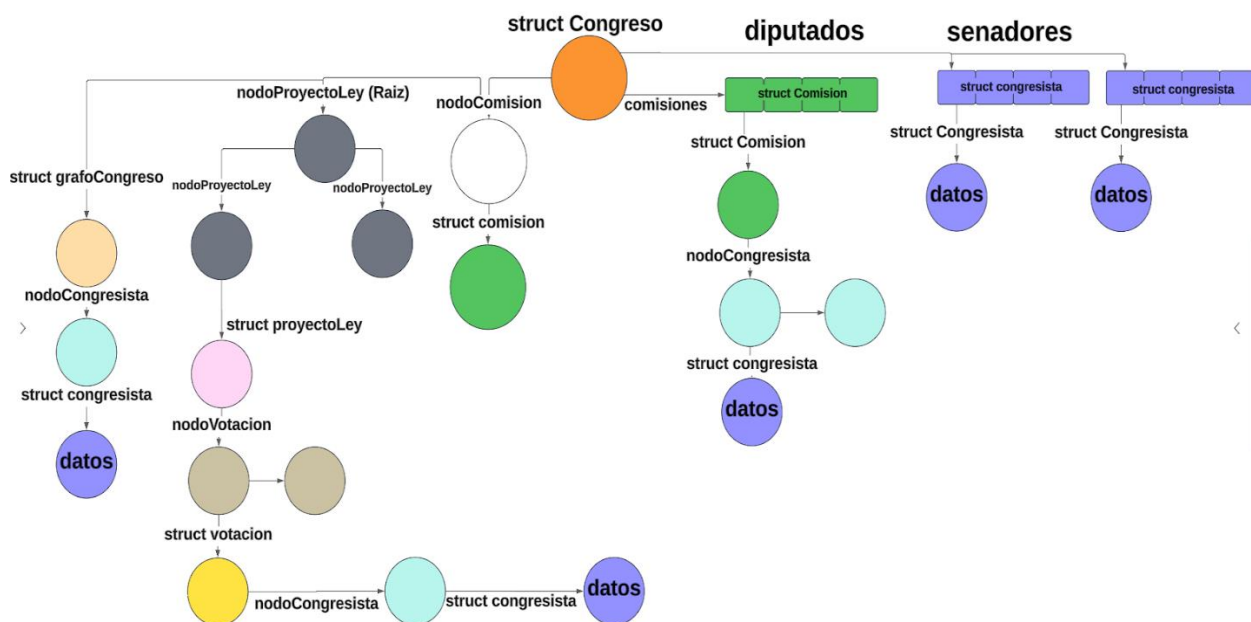 struct Congreso
diputados
senadores
nodoProyectoLey (Raiz)
nodoComision
comisiones
struct Comision
struct congresista
struct congresista
struct Comision
struct Congresista
struct Congresista
struct grafoCongreso
nodoProyectoLey
nodoProyectoLey
struct comision
datos
datos
nodoCongresista
nodoCongresista
struct proyectoLey
struct congresista
struct congresista
nodoVotacion
datos
datos
struct votacion
nodoCongresista
struct congresista
datos